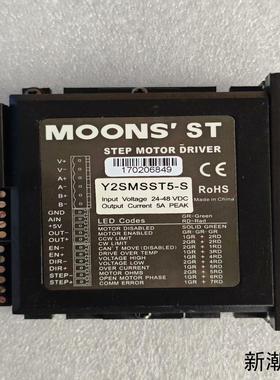 MOONS' ST
STEP MOTOR DRIVER
170206849
CE
Y2SMSST5-S
RoHS
Input Voltage 24-48 VDC
Output Current 5A PEAK
Made in China
LED Codes
GR-Green
RD-Red
MOTOR DISABLED SOLID GREEN
MOTOR ENABLED GR GR GR
CCW LIMIT 1GR + 2RD
CW LIMIT
CAN'T MOVE (DISABLED)
DRIVE OVER TEMP
VOLTAGE HIGH
VOLTAGE LOW
OVER CURRENT
MOTOR OHMS
OPEN MOTOR PHASE
COMM ERROR 1GR + 7RD
V+
V-
A+
A-
B+
B-
GND
AIN
+5V
OUT-
OUT+
EN-
EN+
DIR-
DIR+
STEP-
STEP+
新潮